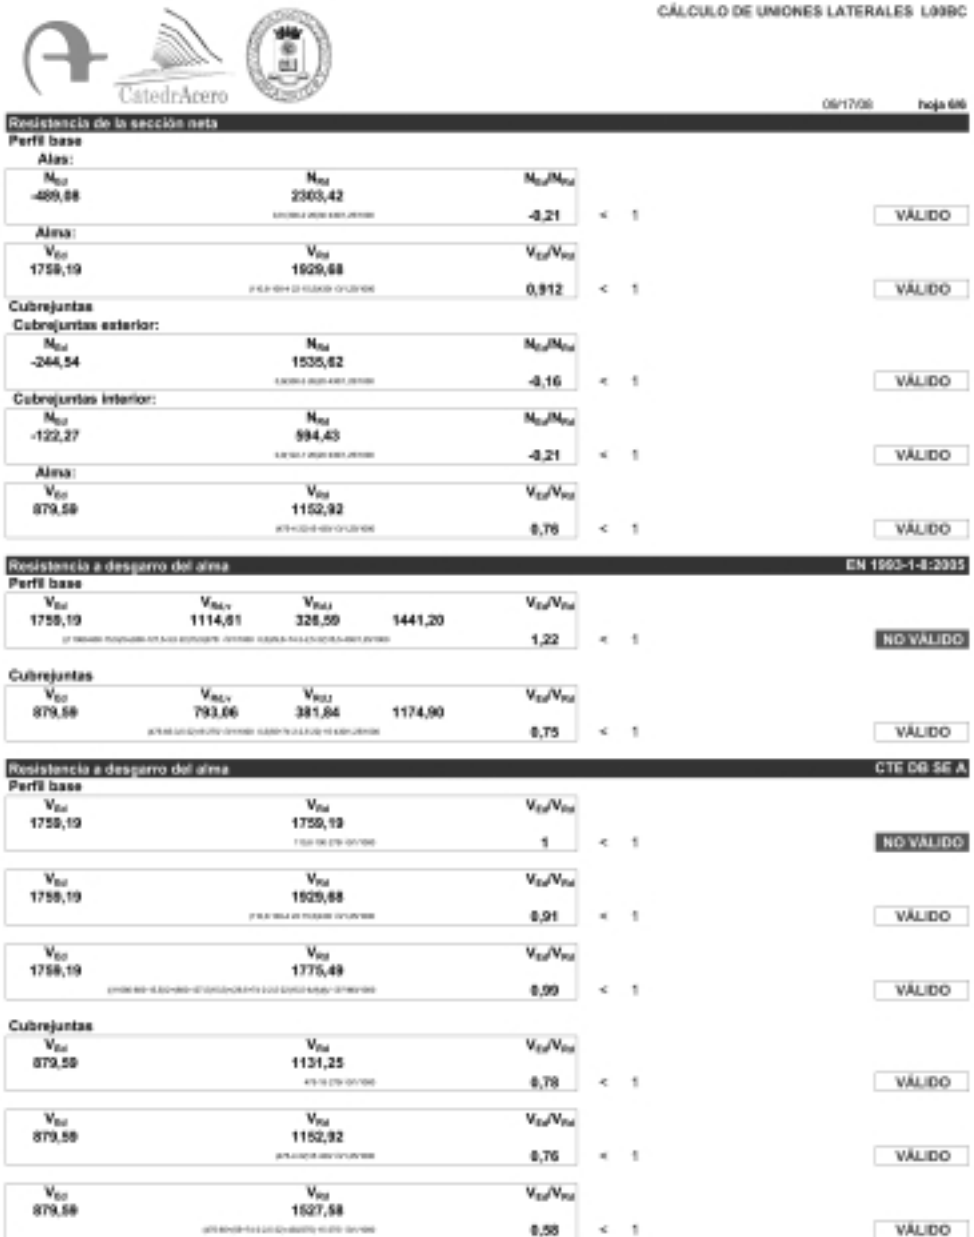 CÁLCULO DE UNIONES LATERALES L00BC
CatedrAcero
09/17/08 hoja 6/6
Resistencia de la sección neta
Perfil base
Alas:
NEd NRd NEd/NRd
-489,08 2303,42
-0,21 < 1 VÁLIDO
Alma:
VEd VRd VEd/VRd
1759,19 1929,68
0,912 < 1 VÁLIDO
Cubrejuntas
Cubrejuntas exterior:
NEd NRd NEd/NRd
-244,54 1535,62
-0,16 < 1 VÁLIDO
Cubrejuntas interior:
NEd NRd NEd/NRd
-122,27 594,43
-0,21 < 1 VÁLIDO
Alma:
VEd VRd VEd/VRd
879,59 1152,92
0,76 < 1 VÁLIDO
Resistencia a desgarro del alma EN 1993-1-8:2005
Perfil base
VEd VRd,v VRd,t VEd/VRd
1759,19 1114,61 326,59 1441,20
1,22 < 1 NO VÁLIDO
Cubrejuntas
VEd VRd,v VRd,t VEd/VRd
879,59 793,06 381,84 1174,90
0,75 < 1 VÁLIDO
Resistencia a desgarro del alma CTE DB SE A
Perfil base
VEd VRd VEd/VRd
1759,19 1759,19
1 < 1 NO VÁLIDO
VEd VRd VEd/VRd
1759,19 1929,68
0,91 < 1 VÁLIDO
VEd VRd VEd/VRd
1759,19 1775,49
0,99 < 1 VÁLIDO
Cubrejuntas
VEd VRd VEd/VRd
879,59 1131,25
0,78 < 1 VÁLIDO
VEd VRd VEd/VRd
879,59 1152,92
0,76 < 1 VÁLIDO
VEd VRd VEd/VRd
879,59 1527,58
0,58 < 1 VÁLIDO